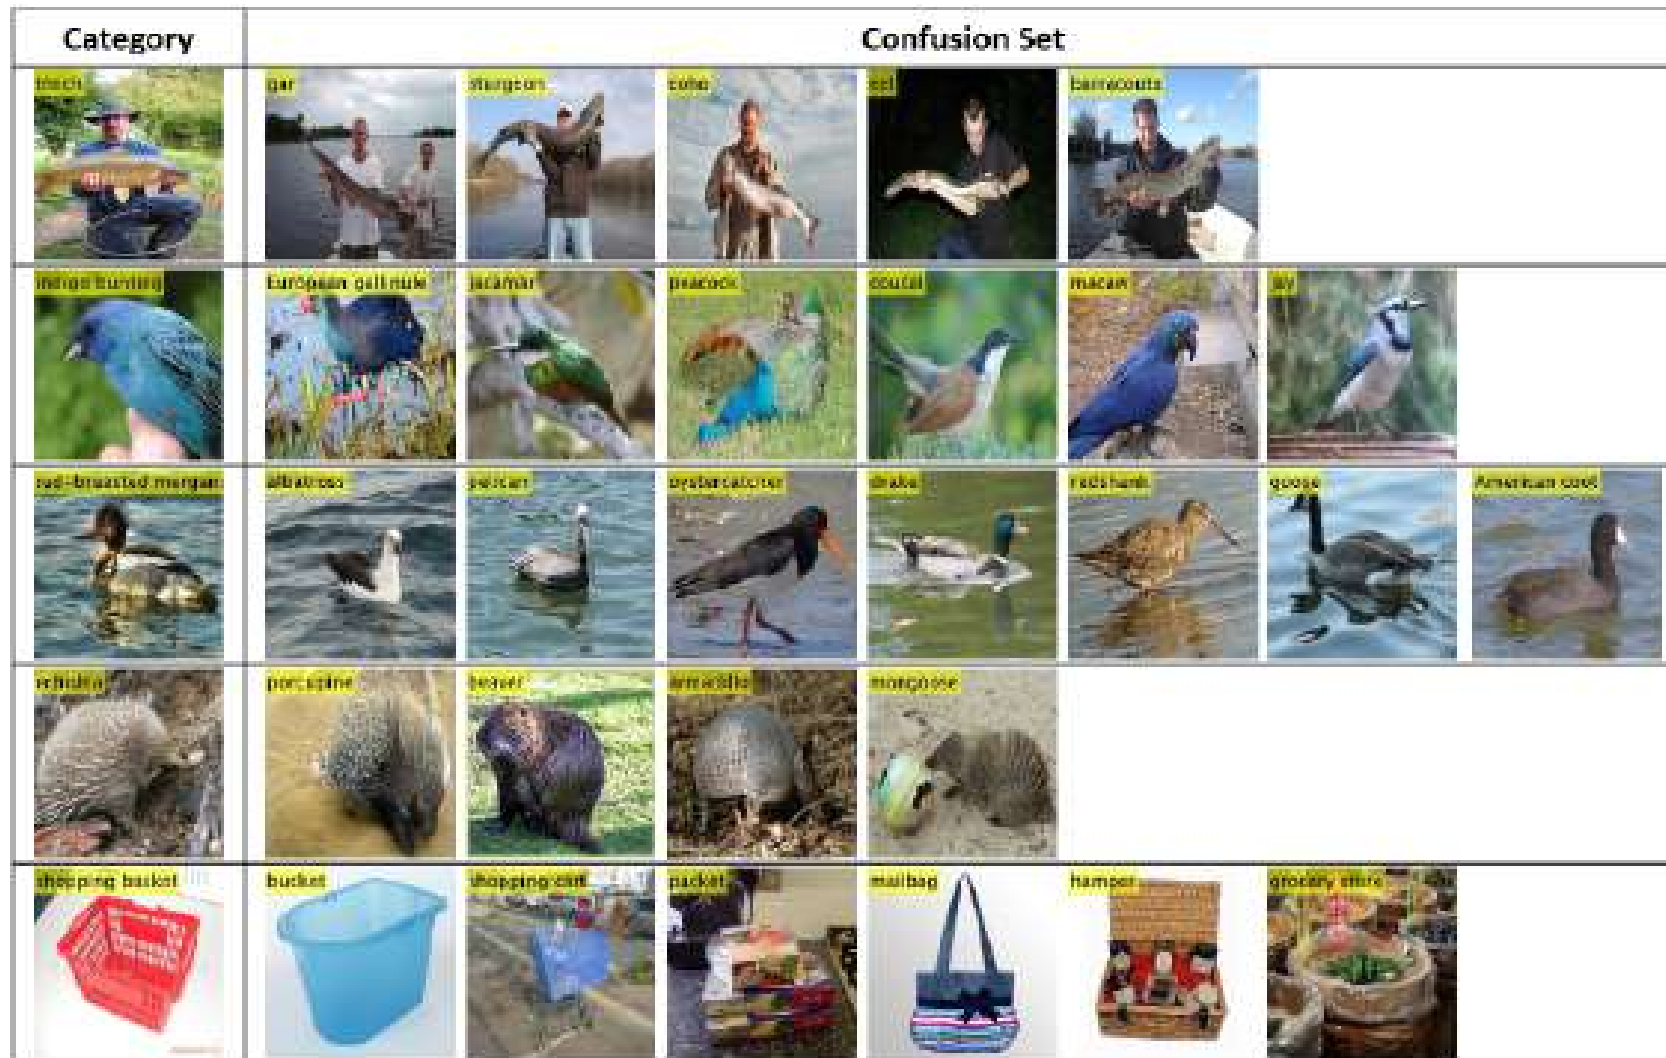 Category
Confusion Set
tench
gar
sturgeon
coho
eel
barracouta
indigo bunting
European gallinule
jacamar
peacock
coucal
macaw
jay
red-breasted mergan
albatross
pelican
oystercatcher
drake
redshank
goose
American coot
echidna
porcupine
beaver
armadillo
mongoose
shopping basket
bucket
shopping cart
packet
mailbag
hamper
grocery store